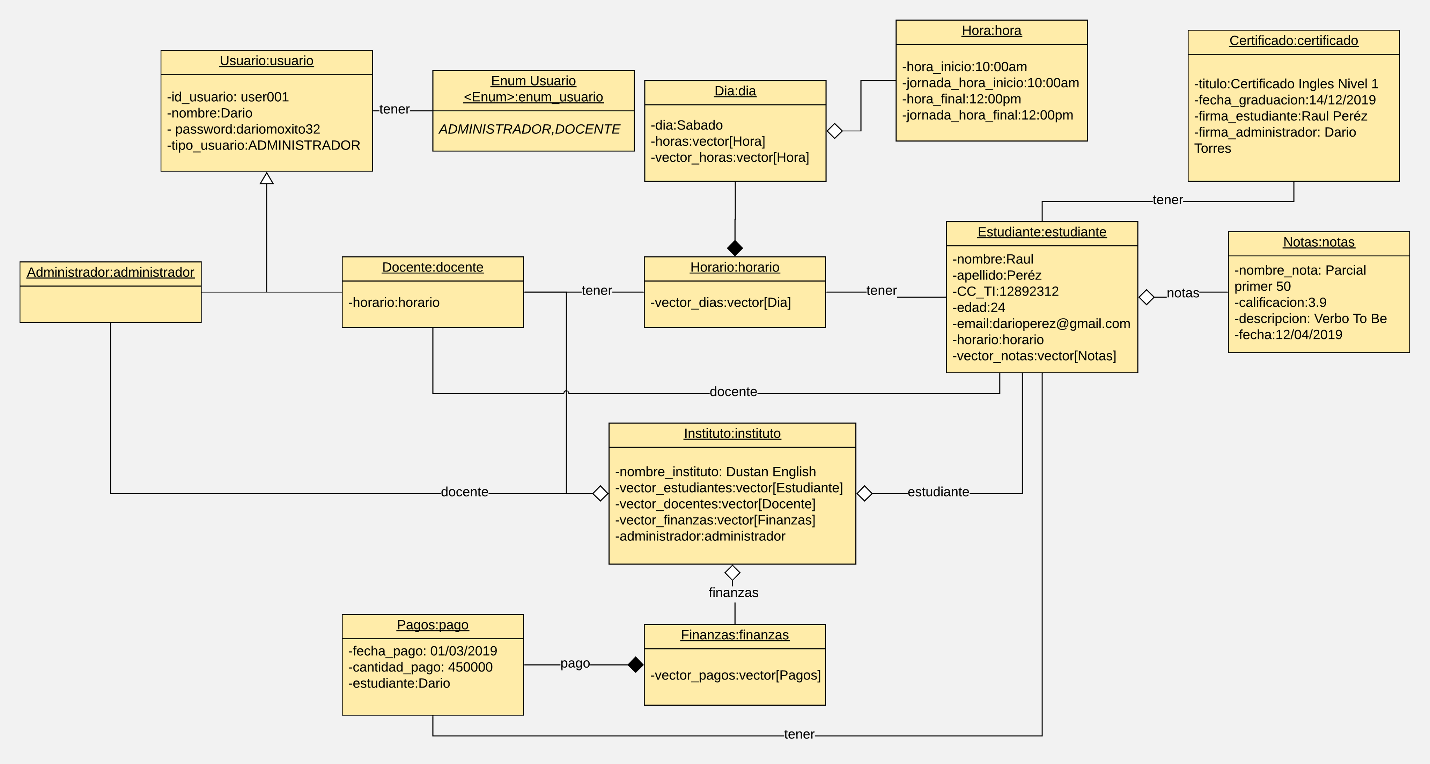 Usuario:usuario
-id_usuario: user001
-nombre:Dario
- password:dariomoxito32
-tipo_usuario:ADMINISTRADOR
tener
Enum Usuario
<Enum>:enum_usuario
ADMINISTRADOR,DOCENTE
Dia:dia
-dia:Sabado
-horas:vector[Hora]
-vector_horas:vector[Hora]
Hora:hora
-hora_inicio:10:00am
-jornada_hora_inicio:10:00am
-hora_final:12:00pm
-jornada_hora_final:12:00pm
Certificado:certificado
-titulo:Certificado Ingles Nivel 1
-fecha_graduacion:14/12/2019
-firma_estudiante:Raul Peréz
-firma_administrador: Dario
Torres
tener
Administrador:administrador
Docente:docente
-horario:horario
tener
Horario:horario
-vector_dias:vector[Dia]
tener
Estudiante:estudiante
-nombre:Raul
-apellido:Peréz
-CC_TI:12892312
-edad:24
-email:darioperez@gmail.com
-horario:horario
-vector_notas:vector[Notas]
notas
Notas:notas
-nombre_nota: Parcial
primer 50
-calificacion:3.9
-descripcion: Verbo To Be
-fecha:12/04/2019
docente
Instituto:instituto
-nombre_instituto: Dustan English
-vector_estudiantes:vector[Estudiante]
-vector_docentes:vector[Docente]
-vector_finanzas:vector[Finanzas]
-administrador:administrador
docente
estudiante
finanzas
Pagos:pago
-fecha_pago: 01/03/2019
-cantidad_pago: 450000
-estudiante:Dario
pago
Finanzas:finanzas
-vector_pagos:vector[Pagos]
tener